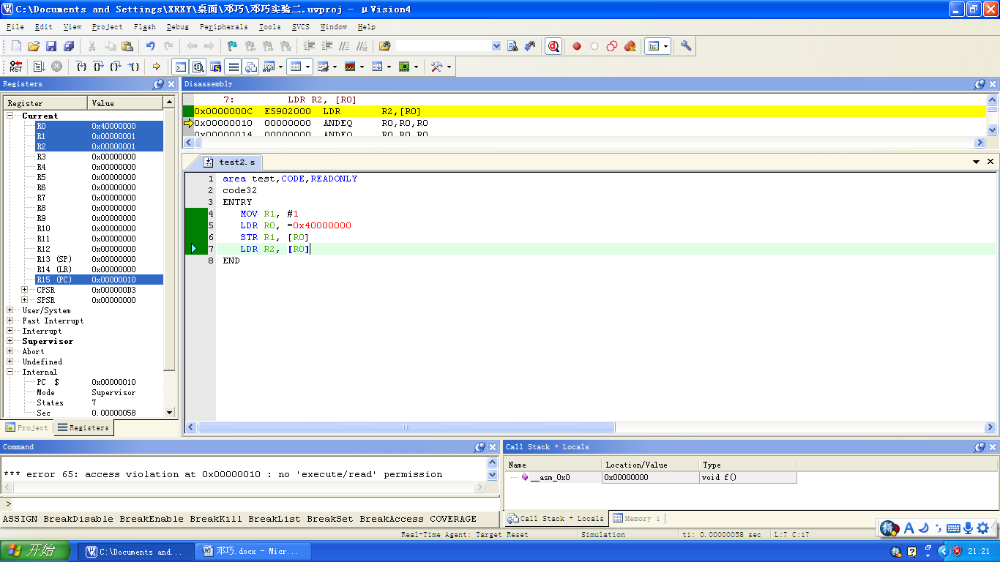 C:\Documents and Settings\XRXY\桌面\邓巧\邓巧实验二.uvproj - µVision4
File Edit View Project Flash Debug Peripherals Tools SVCS Window Help
RST
Registers
Register Value
Current
R0 0x40000000
R1 0x00000001
R2 0x00000001
R3 0x00000000
R4 0x00000000
R5 0x00000000
R6 0x00000000
R7 0x00000000
R8 0x00000000
R9 0x00000000
R10 0x00000000
R11 0x00000000
R12 0x00000000
R13 (SP) 0x00000000
R14 (LR) 0x00000000
R15 (PC) 0x00000010
CPSR 0x000000D3
SPSR 0x00000000
User/System
Fast Interrupt
Interrupt
Supervisor
Abort
Undefined
Internal
PC $ 0x00000010
Mode Supervisor
States 7
Sec 0.00000058
Project Registers
Disassembly
7: LDR R2, [R0]
0x0000000C E5902000 LDR R2,[R0]
0x00000010 00000000 ANDEQ R0,R0,R0
0x00000014 00000000 ANDEQ R0,R0,R0
test2.s
1 area test,CODE,READONLY
2 code32
3 ENTRY
4 MOV R1, #1
5 LDR R0, =0x40000000
6 STR R1, [R0]
7 LDR R2, [R0]
8 END
Command
*** error 65: access violation at 0x00000010 : no 'execute/read' permission
>
ASSIGN BreakDisable BreakEnable BreakKill BreakList BreakSet BreakAccess COVERAGE
Call Stack + Locals
Name Location/Value Type
__asm_0x0 0x00000000 void f()
Call Stack + Locals Memory 1
Real-Time Agent: Target Reset Simulation t1: 0.00000058 sec L:7 C:17
开始 C:\Documents and... 邓巧.docx - Micr... 21:21